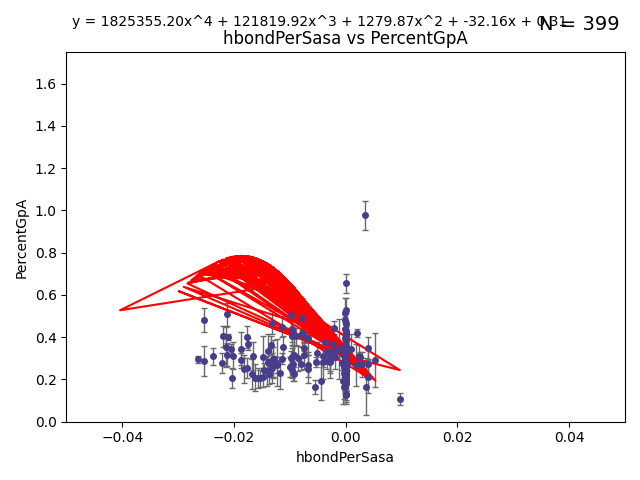 y = 1825355.20x^4 + 121819.92x^3 + 1279.87x^2 + -32.16x + 0.31
N = 399
hbondPerSasa vs PercentGpA
PercentGpA
1.6
1.4
1.2
1.0
0.8
0.6
0.4
0.2
0.0
−0.04 −0.02 0.00 0.02 0.04
hbondPerSasa